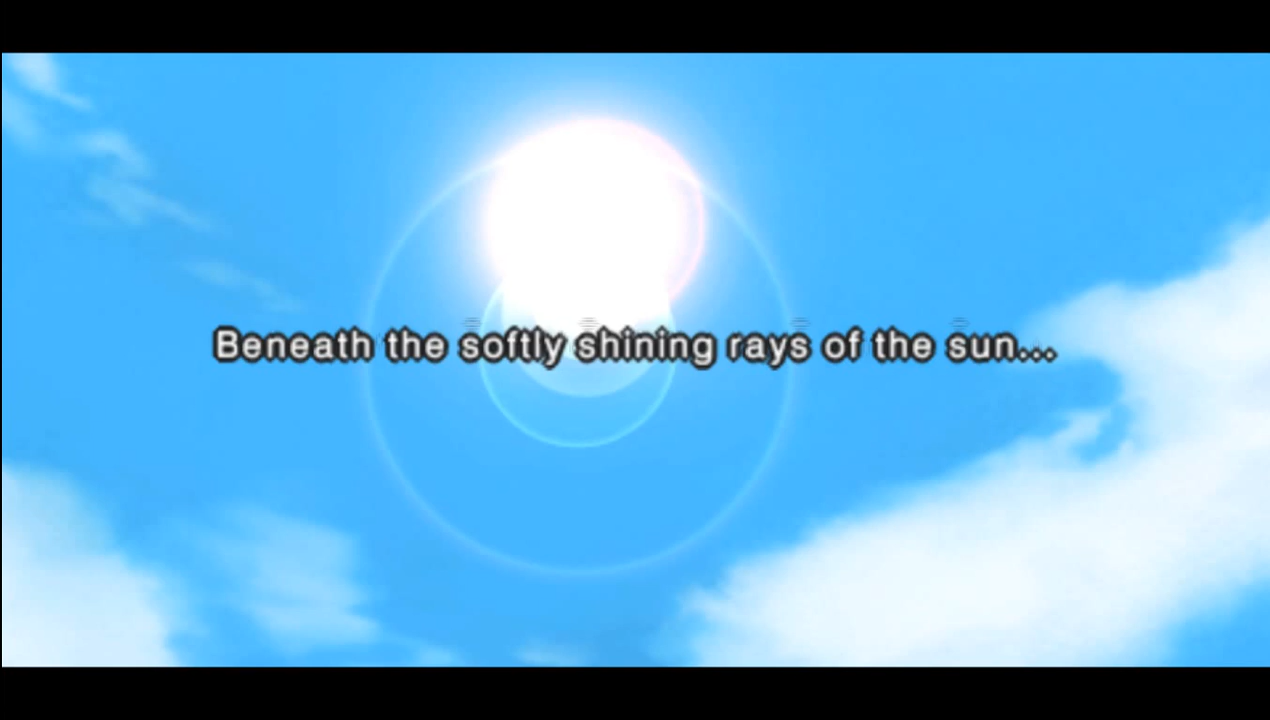 Beneath the softly shining rays of the sun...